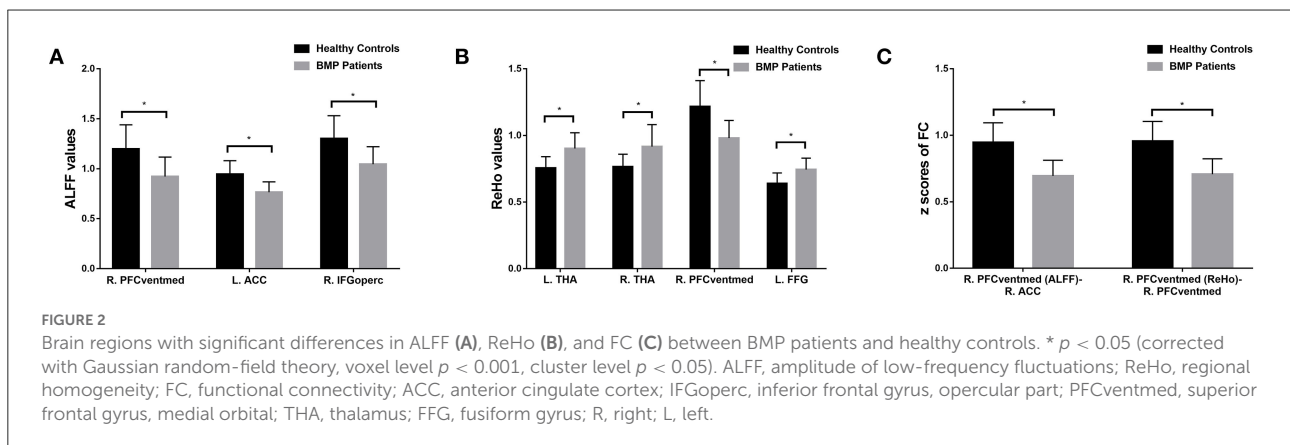 A
Healthy Controls
BMP Patients
ALFF values
2.0
1.5
1.0
0.5
0.0
*
*
*
R. PFCventmed
L. ACC
R. IFGoperc
B
Healthy Controls
BMP Patients
ReHo values
1.5
1.0
0.5
0.0
*
*
*
*
L. THA
R. THA
R. PFCventmed
L. FFG
C
Healthy Controls
BMP Patients
z scores of FC
1.5
1.0
0.5
0.0
*
*
R. PFCventmed (ALFF)-
R. ACC
R. PFCventmed (ReHo)-
R. PFCventmed
FIGURE 2
Brain regions with significant differences in ALFF (A), ReHo (B), and FC (C) between BMP patients and healthy controls. * p < 0.05 (corrected
with Gaussian random-field theory, voxel level p < 0.001, cluster level p < 0.05). ALFF, amplitude of low-frequency fluctuations; ReHo, regional
homogeneity; FC, functional connectivity; ACC, anterior cingulate cortex; IFGoperc, inferior frontal gyrus, opercular part; PFCventmed, superior
frontal gyrus, medial orbital; THA, thalamus; FFG, fusiform gyrus; R, right; L, left.